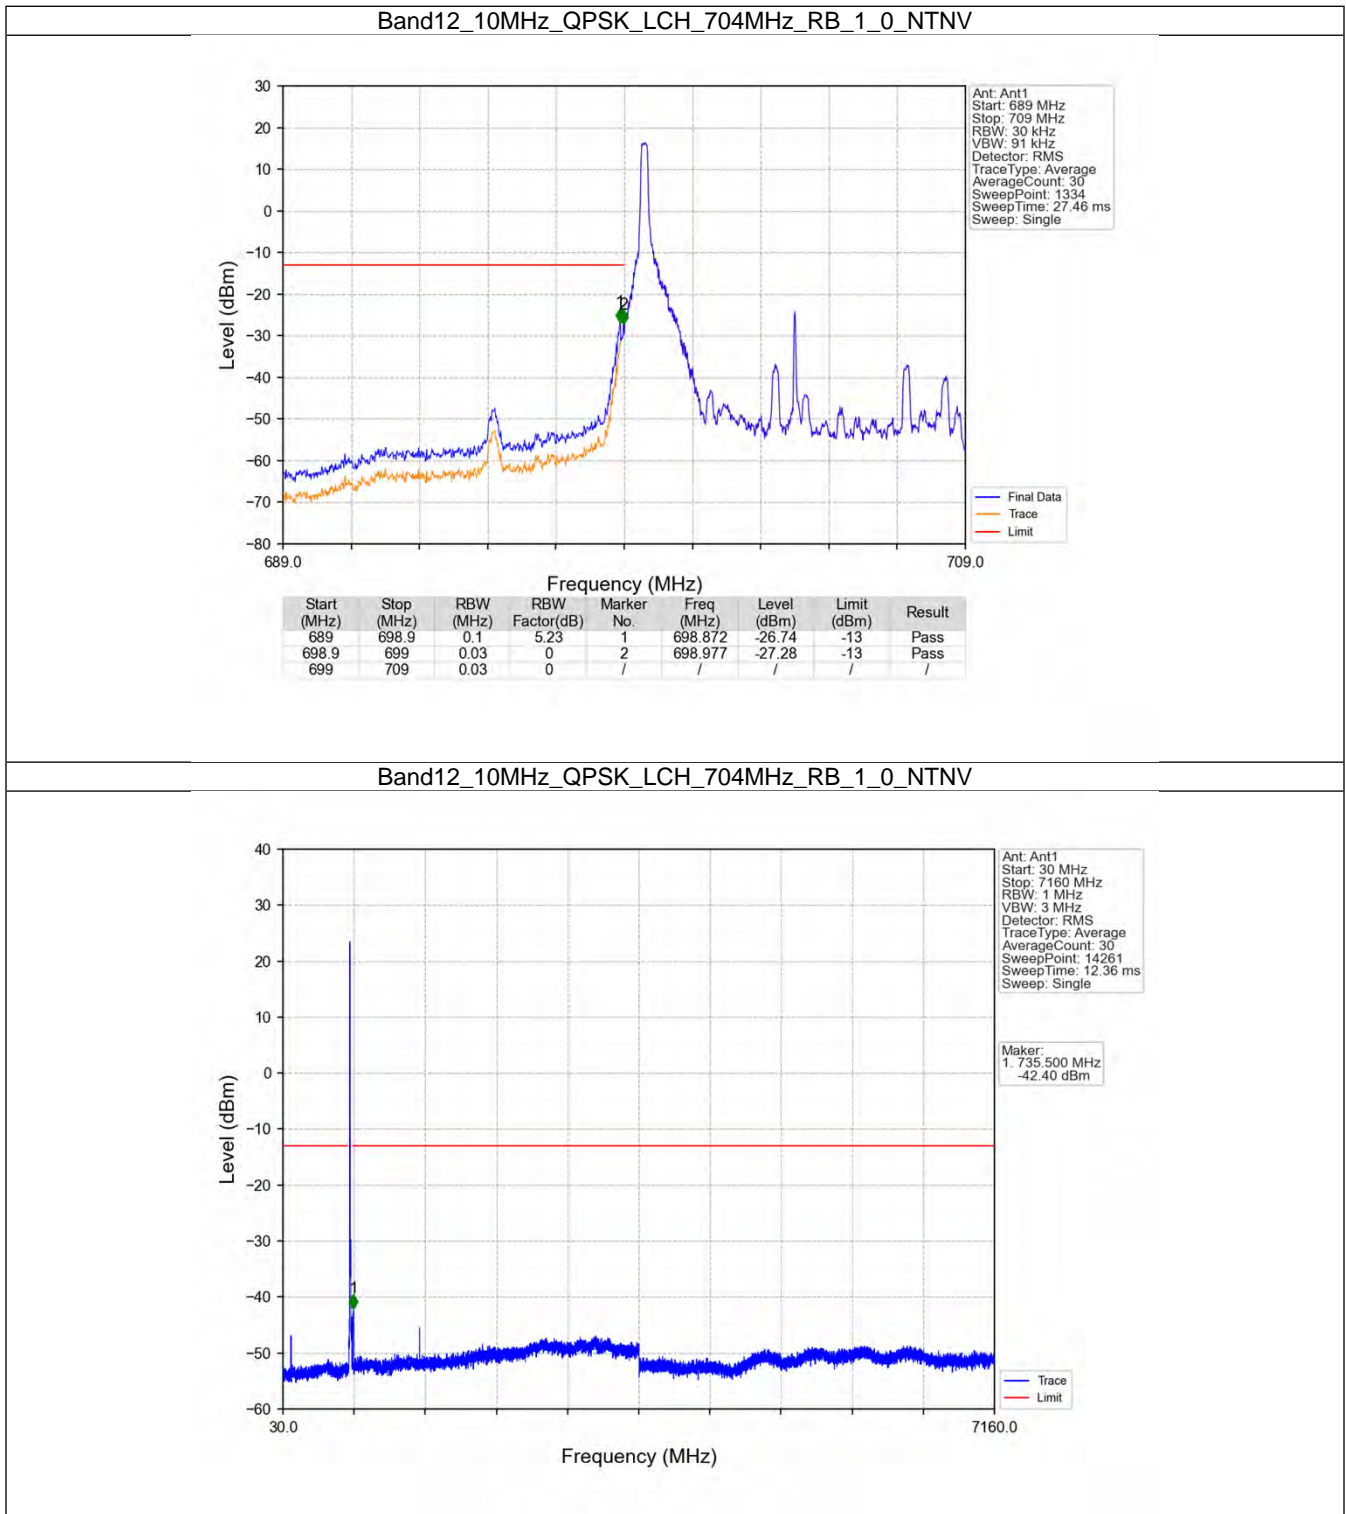 Band12_10MHz_QPSK_LCH_704MHz_RB_1_0_NTNV
30
20
10
0
−10
−20
−30
−40
−50
−60
−70
−80
Level (dBm)
1
2
689.0
709.0
Frequency (MHz)
Ant: Ant1
Start: 689 MHz
Stop: 709 MHz
RBW: 30 kHz
VBW: 91 kHz
Detector: RMS
TraceType: Average
AverageCount: 30
SweepPoint: 1334
SweepTime: 27.46 ms
Sweep: Single
Final Data
Trace
Limit
Start (MHz) Stop (MHz) RBW (MHz) RBW Factor(dB) Marker No. Freq (MHz) Level (dBm) Limit (dBm) Result
689 698.9 0.1 5.23 1 698.872 -26.74 -13 Pass
698.9 699 0.03 0 2 698.977 -27.28 -13 Pass
699 709 0.03 0 / / / / /
Band12_10MHz_QPSK_LCH_704MHz_RB_1_0_NTNV
40
30
20
10
0
−10
−20
−30
−40
−50
−60
Level (dBm)
1
30.0
7160.0
Frequency (MHz)
Ant: Ant1
Start: 30 MHz
Stop: 7160 MHz
RBW: 1 MHz
VBW: 3 MHz
Detector: RMS
TraceType: Average
AverageCount: 30
SweepPoint: 14261
SweepTime: 12.36 ms
Sweep: Single
Maker:
1. 735.500 MHz
-42.40 dBm
Trace
Limit